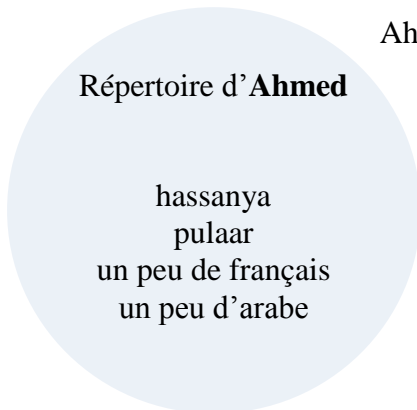 Ah
Répertoire d’Ahmed
hassanya
pulaar
un peu de français
un peu d’arabe